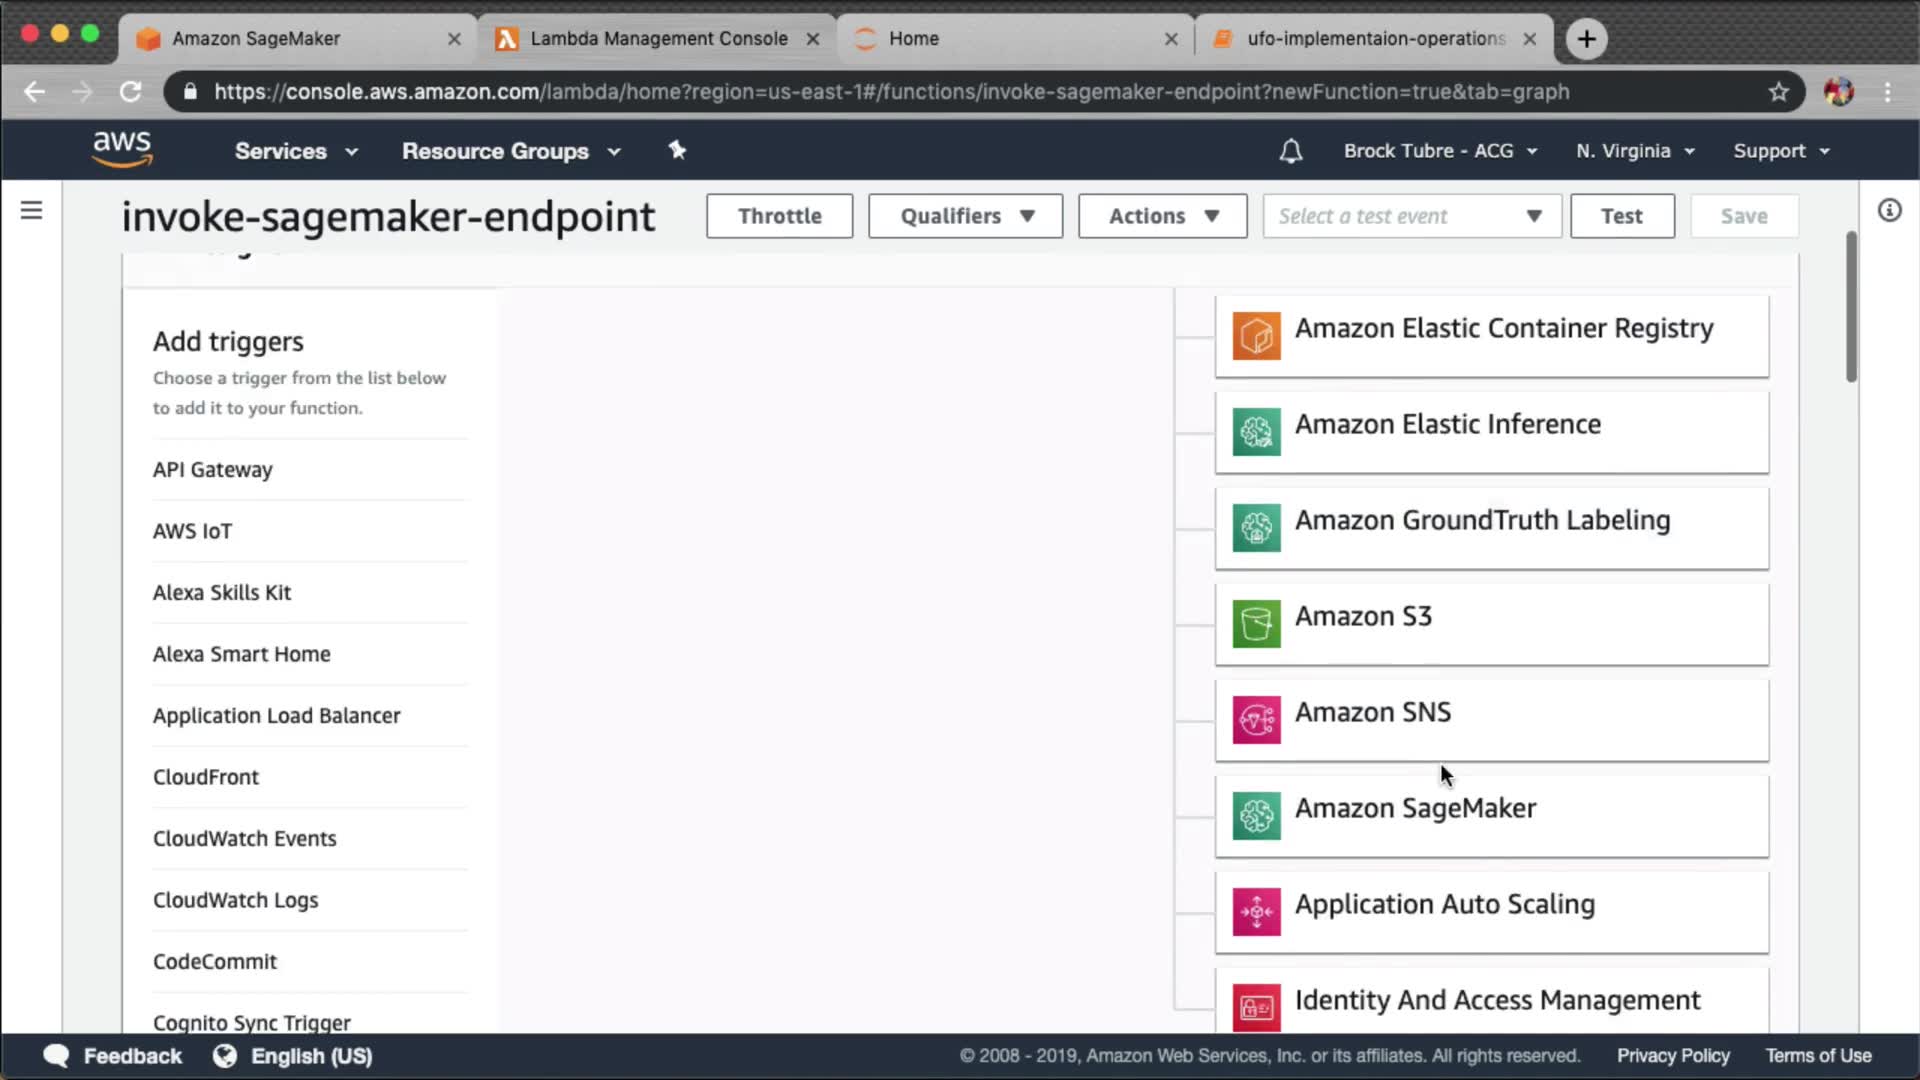 Amazon SageMaker
Lambda Management Console
Home
ufo-implementaion-operations
https://console.aws.amazon.com/lambda/home?region=us-east-1#/functions/invoke-sagemaker-endpoint?newFunction=true&tab=graph
aws
Services
Resource Groups
Brock Tubre - ACG
N. Virginia
Support
invoke-sagemaker-endpoint
Throttle
Qualifiers
Actions
Select a test event
Test
Save
Add triggers
Choose a trigger from the list below
to add it to your function.
API Gateway
AWS IoT
Alexa Skills Kit
Alexa Smart Home
Application Load Balancer
CloudFront
CloudWatch Events
CloudWatch Logs
CodeCommit
Cognito Sync Trigger
Amazon Elastic Container Registry
Amazon Elastic Inference
Amazon GroundTruth Labeling
Amazon S3
Amazon SNS
Amazon SageMaker
Application Auto Scaling
Identity And Access Management
Feedback
English (US)
© 2008 - 2019, Amazon Web Services, Inc. or its affiliates. All rights reserved.
Privacy Policy
Terms of Use